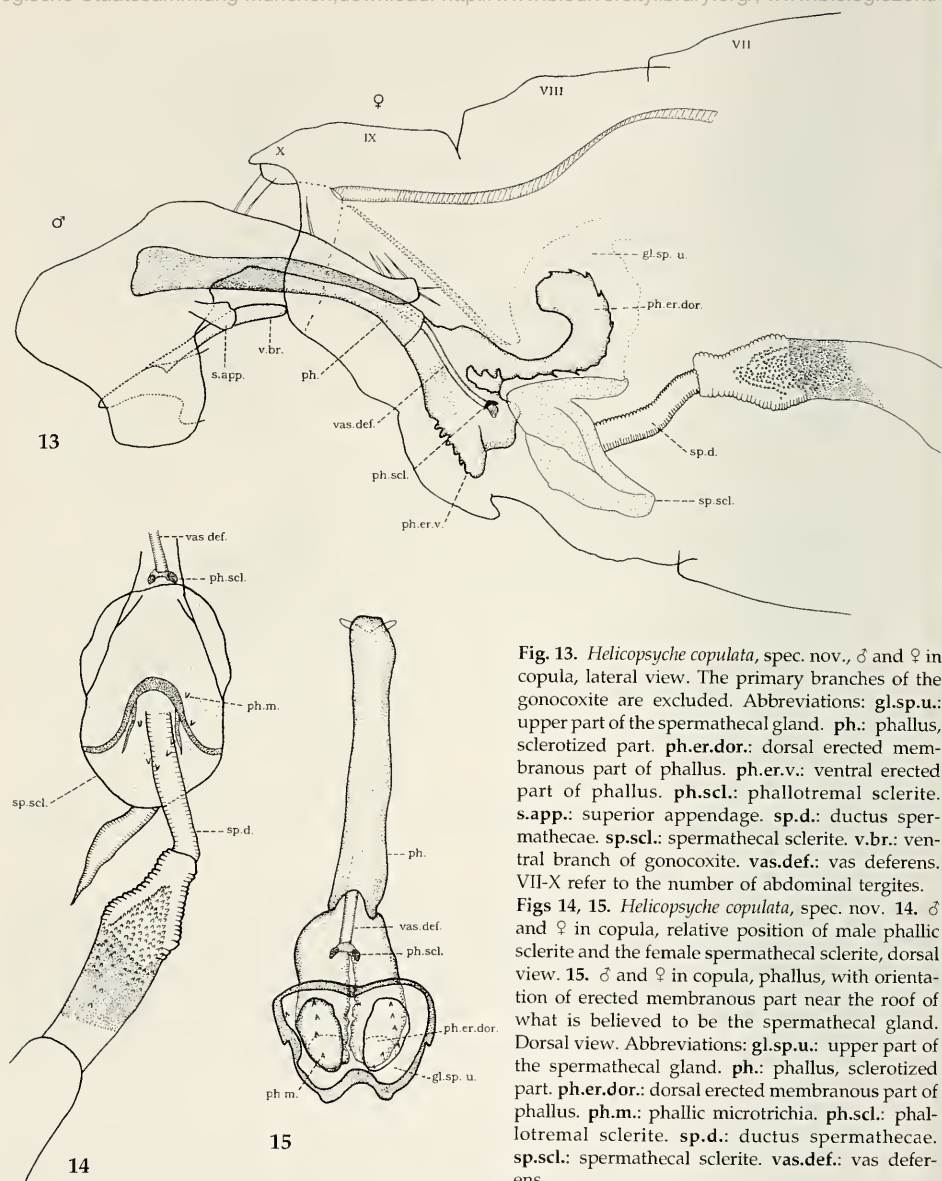 ologische Staatssammlung München;download: http://www.biodiversitylibrary.org/; www.biologiezentr
VII
VIII
♀
IX
X
♂
gl.sp. u.
ph.er.dor.
v.br.
s.app.
ph.
vas.def.
13
sp.d.
ph.scl.
sp.scl.
ph.er.v.
vas def.
ph.scl.
ph.m.
sp.scl.
sp.d.
14
ph.
vas.def.
ph.scl.
ph.er.dor.
gl.sp. u.
ph m.
15
Fig. 13. Helicopsyche copulata, spec. nov., ♂ and ♀ in
copula, lateral view. The primary branches of the
gonocoxite are excluded. Abbreviations: gl.sp.u.:
upper part of the spermathecal gland. ph.: phallus,
sclerotized part. ph.er.dor.: dorsal erected mem-
branous part of phallus. ph.er.v.: ventral erected
part of phallus. ph.scl.: phallotremal sclerite.
s.app.: superior appendage. sp.d.: ductus sper-
mathecae. sp.scl.: spermathecal sclerite. v.br.: ven-
tral branch of gonocoxite. vas.def.: vas deferens.
VII-X refer to the number of abdominal tergites.
Figs 14, 15. Helicopsyche copulata, spec. nov. 14. ♂
and ♀ in copula, relative position of male phallic
sclerite and the female spermathecal sclerite, dorsal
view. 15. ♂ and ♀ in copula, phallus, with orienta-
tion of erected membranous part near the roof of
what is believed to be the spermathecal gland.
Dorsal view. Abbreviations: gl.sp.u.: upper part of
the spermathecal gland. ph.: phallus, sclerotized
part. ph.er.dor.: dorsal erected membranous part of
phallus. ph.m.: phallic microtrichia. ph.scl.: phal-
lotremal sclerite. sp.d.: ductus spermathecae.
sp.scl.: spermathecal sclerite. vas.def.: vas defer-
ens.